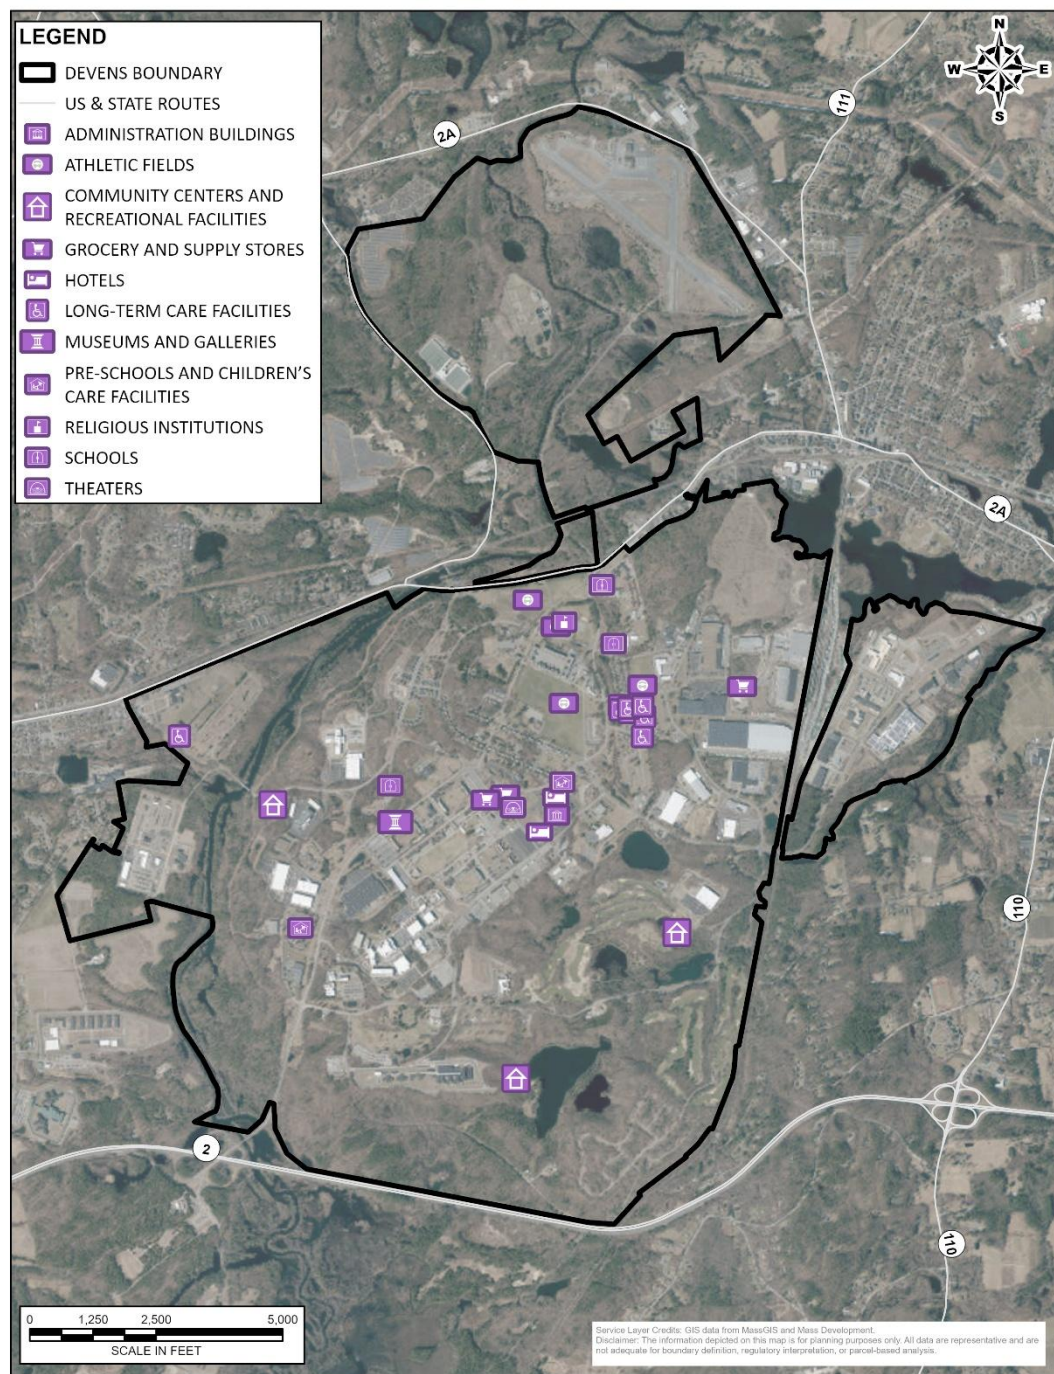 LEGEND
DEVENS BOUNDARY
US & STATE ROUTES
ADMINISTRATION BUILDINGS
ATHLETIC FIELDS
COMMUNITY CENTERS AND
RECREATIONAL FACILITIES
GROCERY AND SUPPLY STORES
HOTELS
LONG-TERM CARE FACILITIES
MUSEUMS AND GALLERIES
PRE-SCHOOLS AND CHILDREN'S
CARE FACILITIES
RELIGIOUS INSTITUTIONS
SCHOOLS
THEATERS
N
W E
S
111
2A
2A
110
2
110
0 1,250 2,500 5,000
SCALE IN FEET
Service Layer Credits: GIS data from MassGIS and Mass Development.
Disclaimer: The information depicted on this map is for planning purposes only. All data are representative and are
not adequate for boundary definition, regulatory interpretation, or parcel-based analysis.